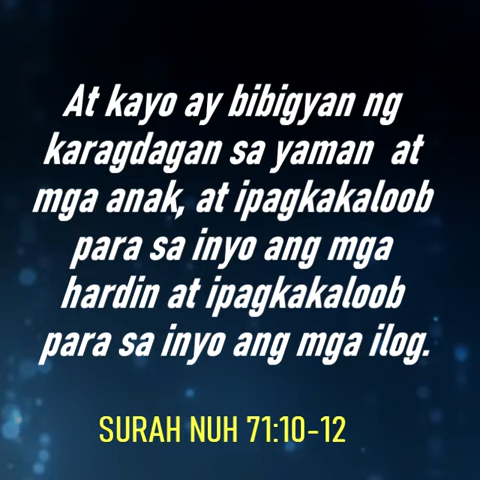 At kayo ay bibigyan ng
karagdagan sa yaman at
mga anak, at ipagkakaloob
para sa inyo ang mga
hardin at ipagkakaloob
para sa inyo ang mga ilog.
SURAH NUH 71:10-12